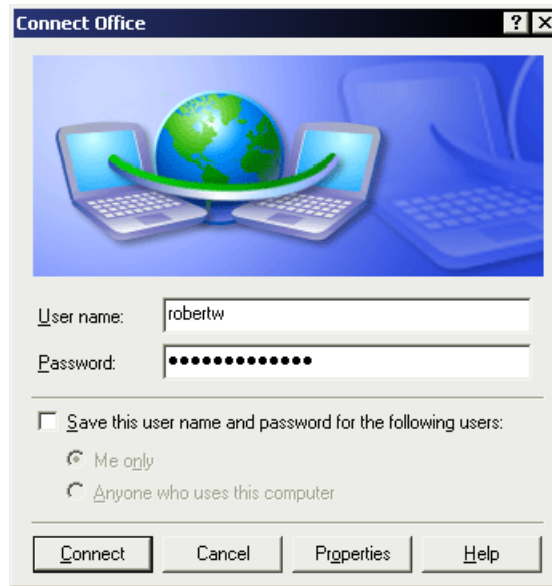 Connect Office
User name: robertw
Password: •••••••••••••
Save this user name and password for the following users:
Me only
Anyone who uses this computer
Connect Cancel Properties Help